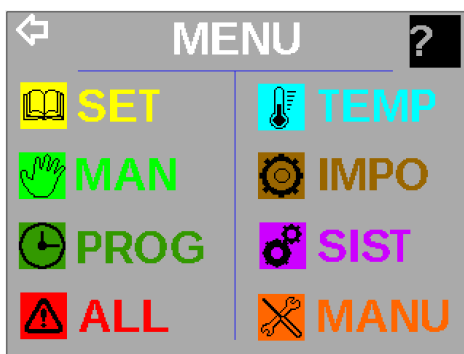 MENU ?
SET TEMP
MAN IMPO
PROG SIST
ALL MANU